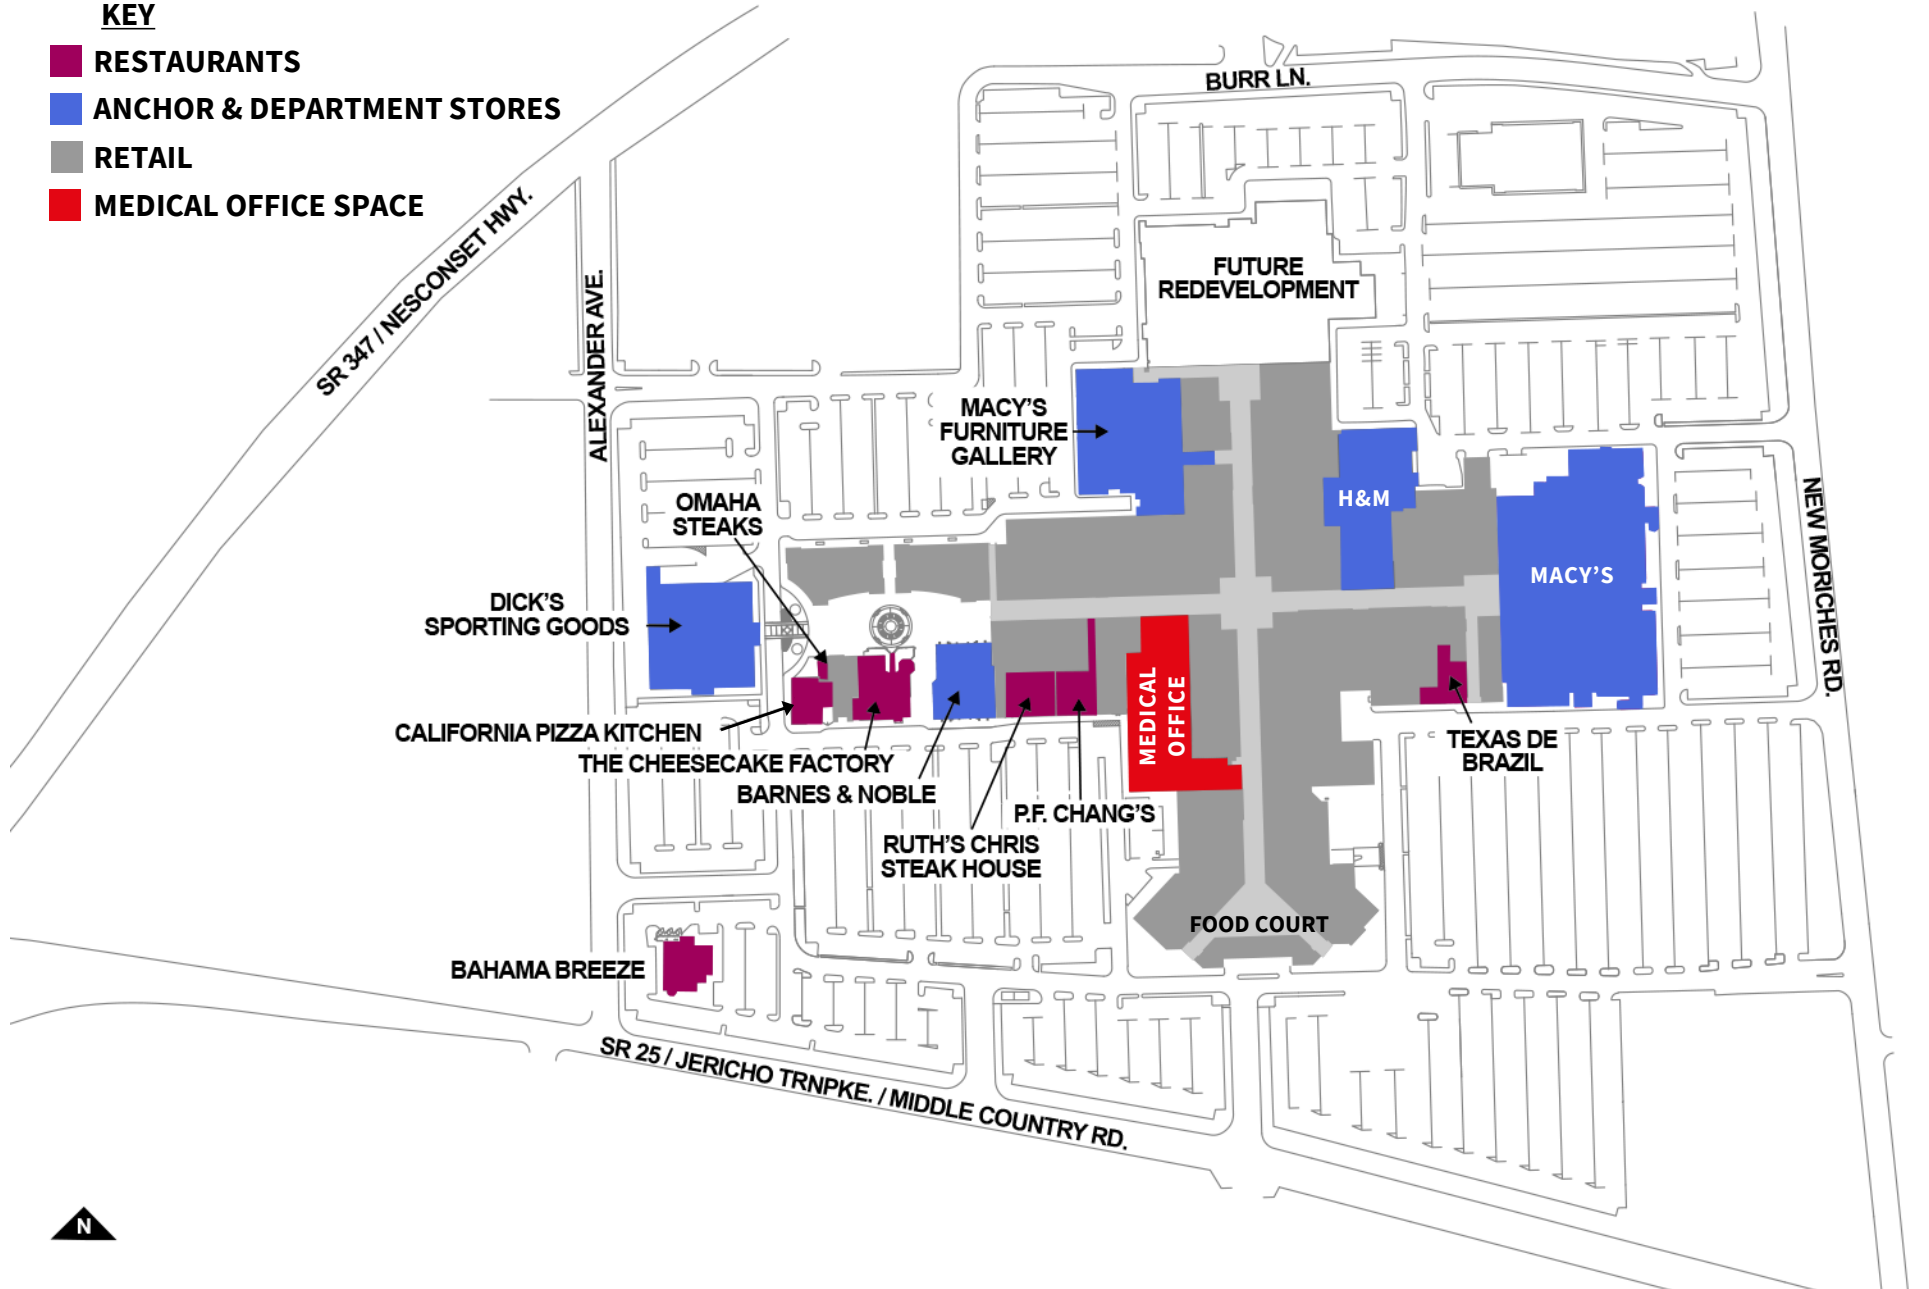 KEY
RESTAURANTS
ANCHOR & DEPARTMENT STORES
RETAIL
MEDICAL OFFICE SPACE
BURR LN.
SR 347 / NESCONSET HWY.
ALEXANDER AVE.
FUTURE
REDEVELOPMENT
MACY'S
FURNITURE
GALLERY
H&M
MACY'S
NEW MORICHES RD.
OMAHA
STEAKS
DICK'S
SPORTING GOODS
CALIFORNIA PIZZA KITCHEN
THE CHEESECAKE FACTORY
BARNES & NOBLE
RUTH'S CHRIS
STEAK HOUSE
P.F. CHANG'S
MEDICAL
OFFICE
TEXAS DE
BRAZIL
FOOD COURT
BAHAMA BREEZE
SR 25 / JERICHO TRNPKE. / MIDDLE COUNTRY RD.
N